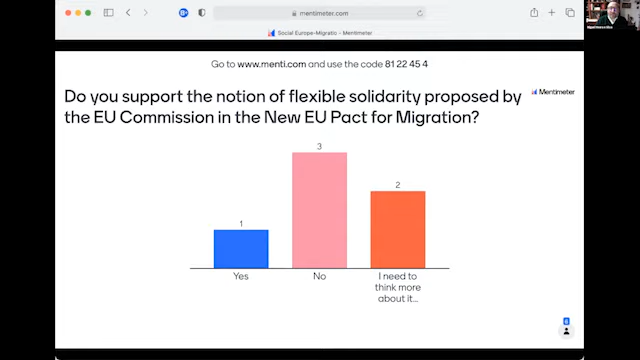 mentimeter.com
Social Europe-Migratio – Mentimeter
Go to www.menti.com and use the code 81 22 45 4
Do you support the notion of flexible solidarity proposed by
the EU Commission in the New EU Pact for Migration?
Mentimeter
3
2
1
Yes
No
I need to
think more
about it...
6